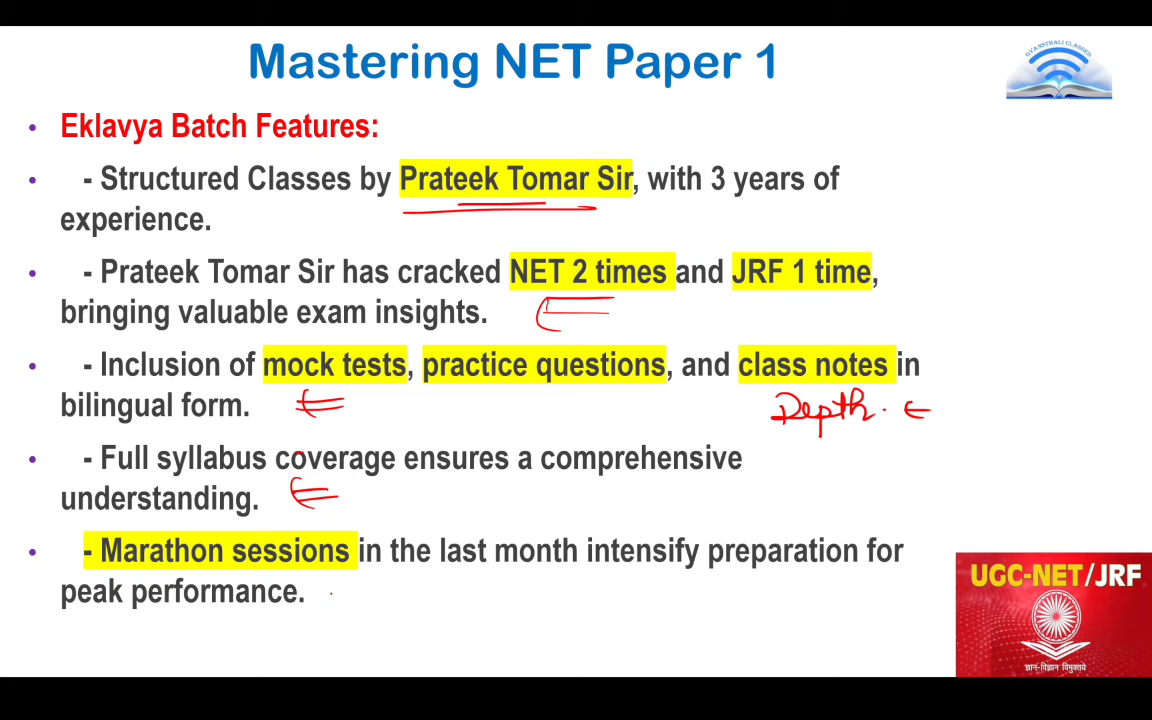 Mastering NET Paper 1
GYANSTHALI CLASSES
• Eklavya Batch Features:
• - Structured Classes by Prateek Tomar Sir, with 3 years of
experience.
• - Prateek Tomar Sir has cracked NET 2 times and JRF 1 time,
bringing valuable exam insights.
• - Inclusion of mock tests, practice questions, and class notes in
bilingual form.
Depth.
• - Full syllabus coverage ensures a comprehensive
understanding.
• - Marathon sessions in the last month intensify preparation for
peak performance.
UGC-NET/JRF
ज्ञान-विज्ञान विमुक्तये